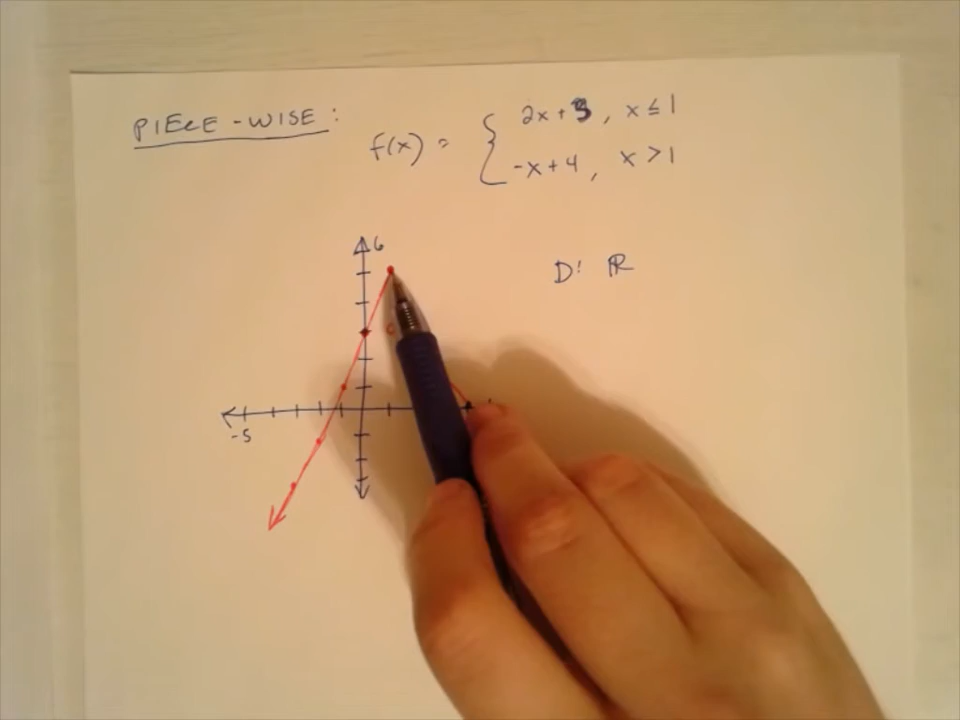 PIECE-WISE:
f(x) = { 2x+3, x ≤ 1
-x+4, x > 1
6
D: ℝ
-5